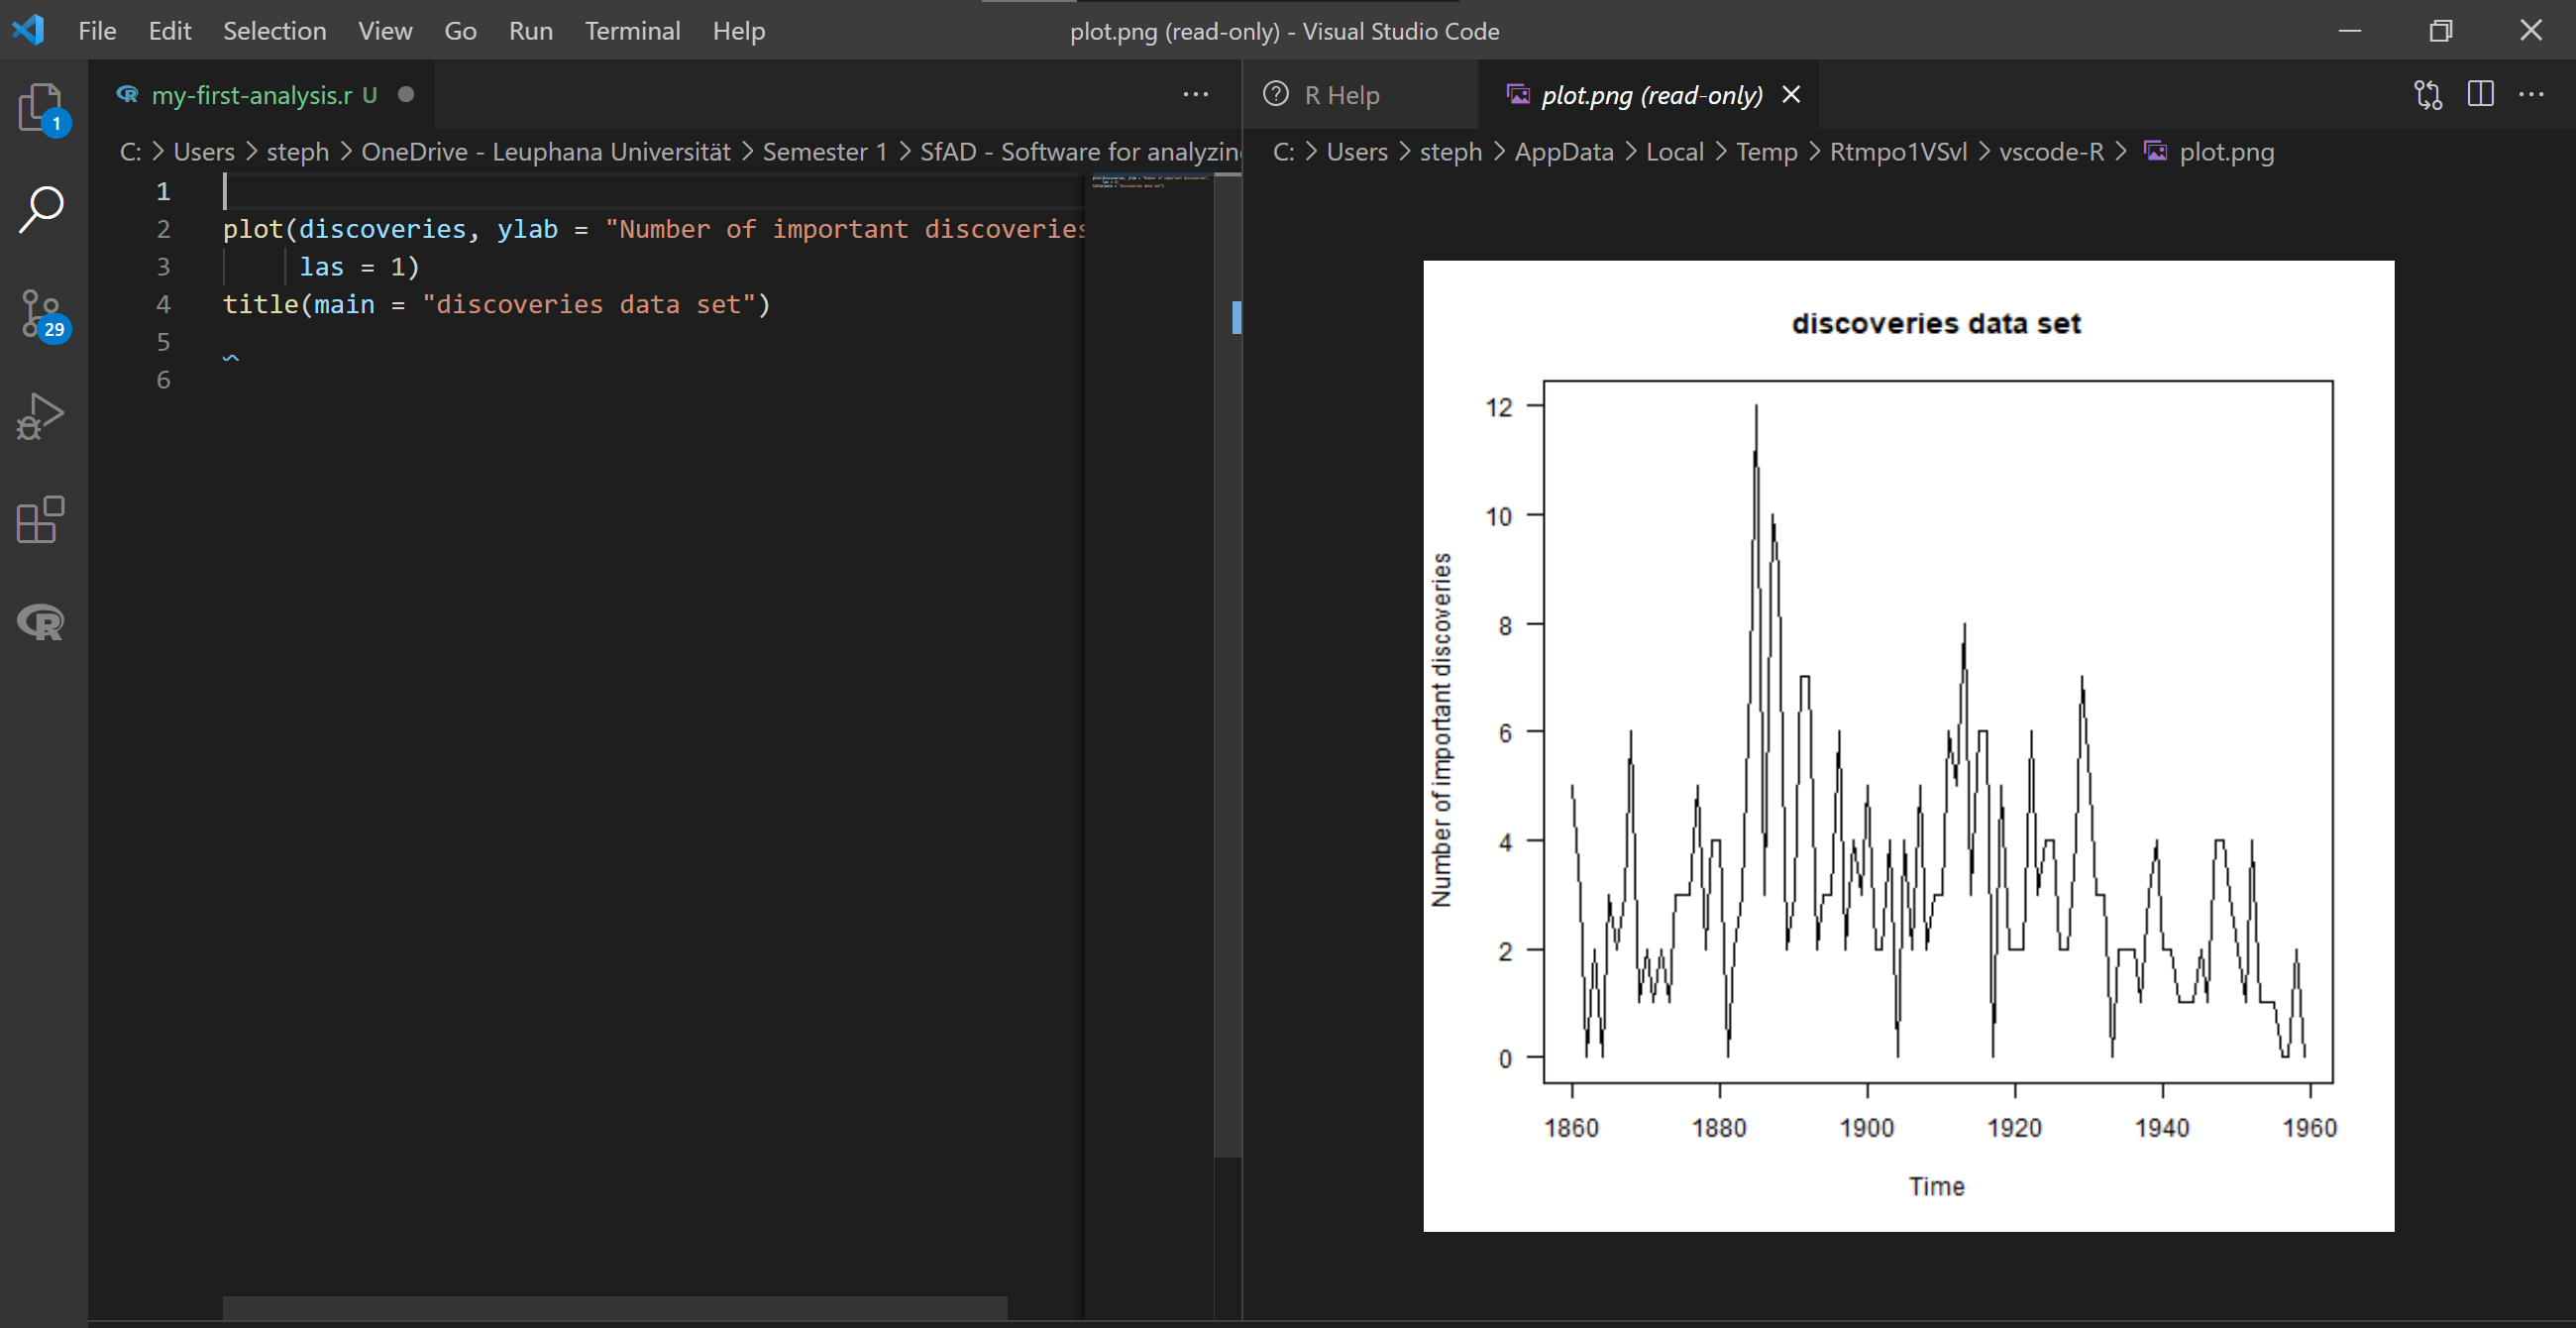 File Edit Selection View Go Run Terminal Help
plot.png (read-only) - Visual Studio Code
my-first-analysis.r U
R Help
plot.png (read-only)
C: > Users > steph > OneDrive - Leuphana Universität > Semester 1 > SfAD - Software for analyzin
C: > Users > steph > AppData > Local > Temp > Rtmpo1VSvl > vscode-R > plot.png
1
29
1
2 plot(discoveries, ylab = "Number of important discoveries
3 las = 1)
4 title(main = "discoveries data set")
5
6
discoveries data set
Number of important discoveries
12
10
8
6
4
2
0
1860 1880 1900 1920 1940 1960
Time